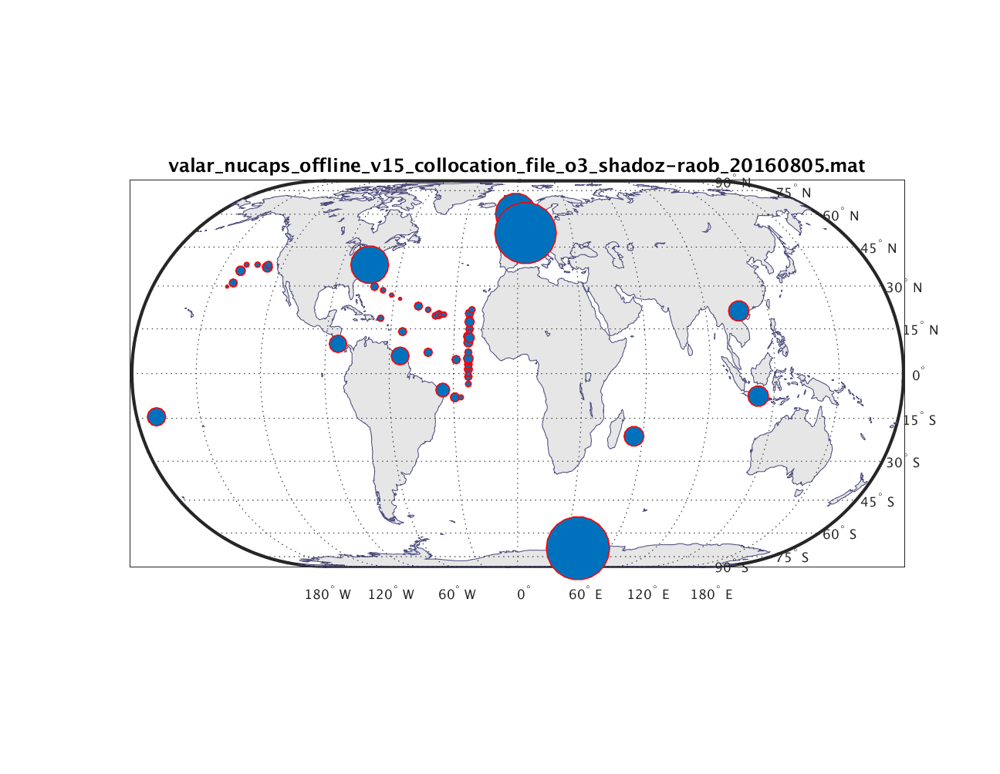 valar_nucaps_offline_v15_collocation_file_o3_shadoz-raob_20160805.mat
90° N
75° N
60° N
45° N
30° N
15° N
0°
15° S
30° S
45° S
60° S
75° S
90° S
180° W 120° W 60° W 0° 60° E 120° E 180° E